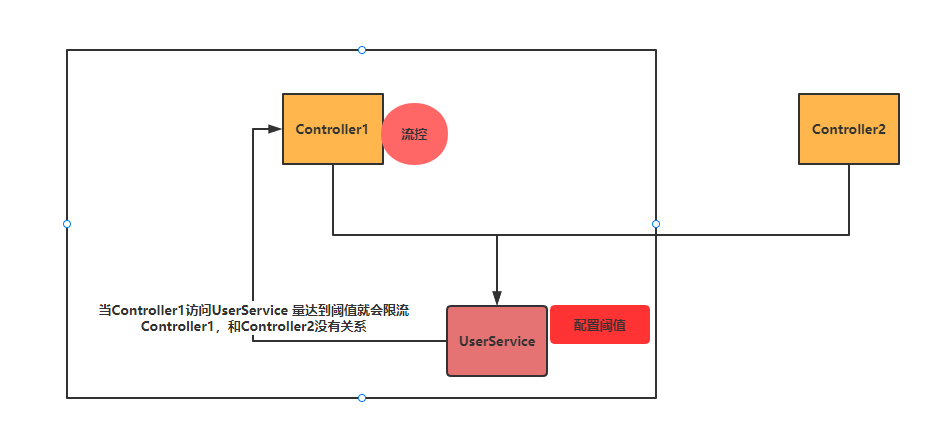 Controller1
流控
Controller2
当Controller1访问UserService 量达到阈值就会限流
Controller1，和Controller2没有关系
UserService
配置阈值